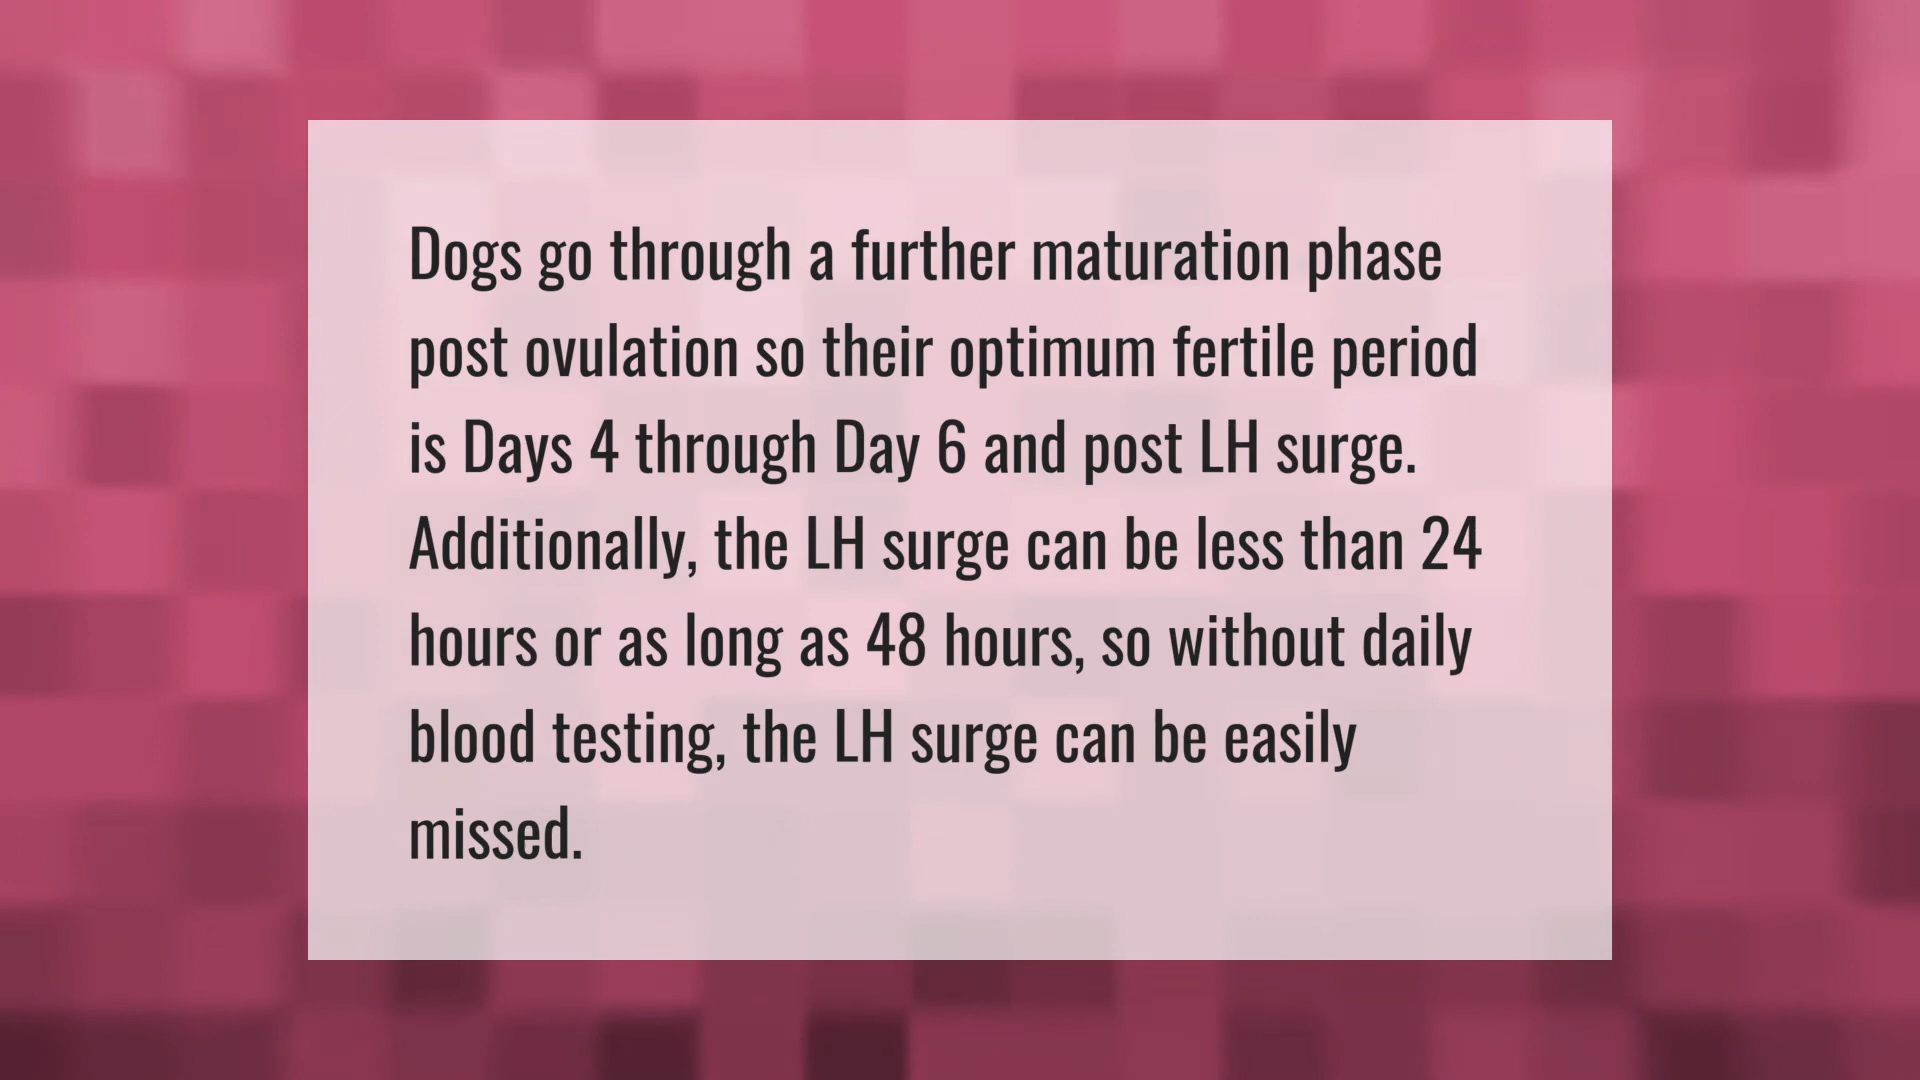 Dogs go through a further maturation phase
post ovulation so their optimum fertile period
is Days 4 through Day 6 and post LH surge.
Additionally, the LH surge can be less than 24
hours or as long as 48 hours, so without daily
blood testing, the LH surge can be easily
missed.